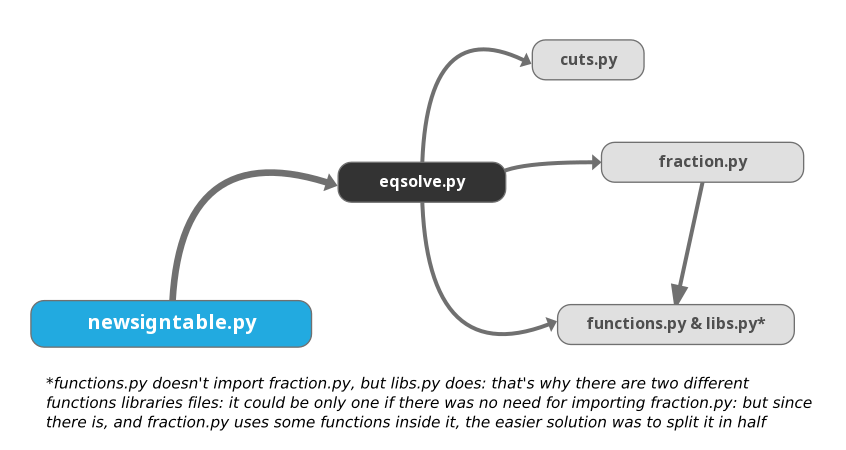 cuts.py
fraction.py
eqsolve.py
newsigntable.py
functions.py & libs.py*
*functions.py doesn't import fraction.py, but libs.py does: that's why there are two different
functions libraries files: it could be only one if there was no need for importing fraction.py: but since
there is, and fraction.py uses some functions inside it, the easier solution was to split it in half